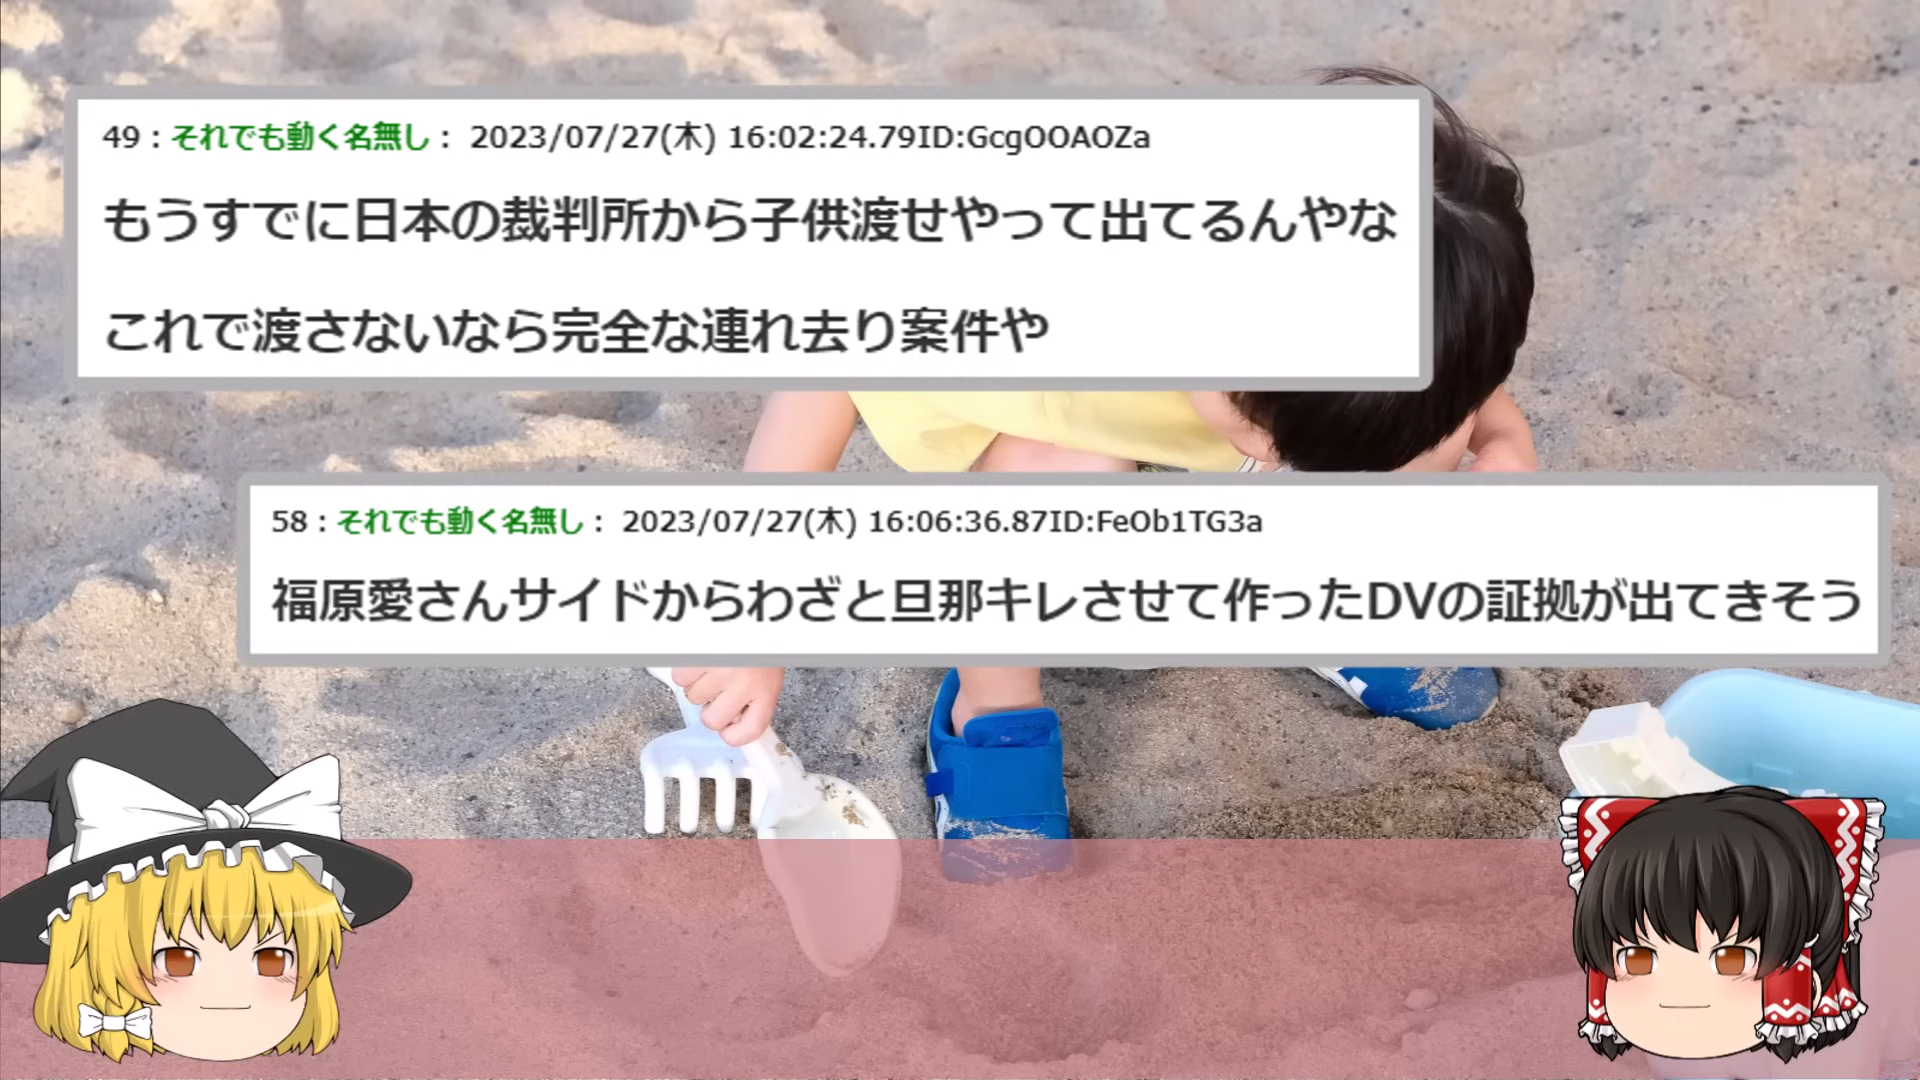 49：それでも動く名無し： 2023/07/27(木) 16:02:24.79ID:GcgOOAOZa
もうすでに日本の裁判所から子供渡せやって出てるんやな
これで渡さないなら完全な連れ去り案件や
58：それでも動く名無し： 2023/07/27(木) 16:06:36.87ID:FeOb1TG3a
福原愛さんサイドからわざと旦那キレさせて作ったDVの証拠が出てきそう